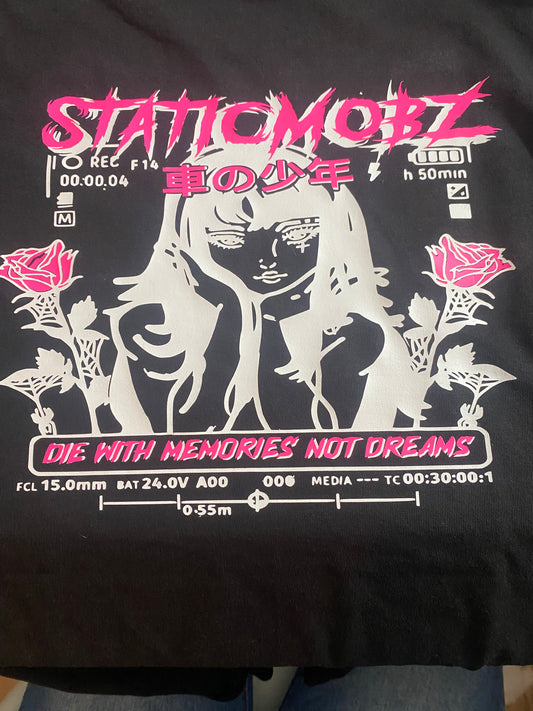 STATICMOBZ
REC F14
00:00.04
車の少年
h 50min
M
DIE WITH MEMORIES NOT DREAMS
FCL 15.0mm BAT 24.0V A00 006 MEDIA --- TC 00:30:00:1
0.55m